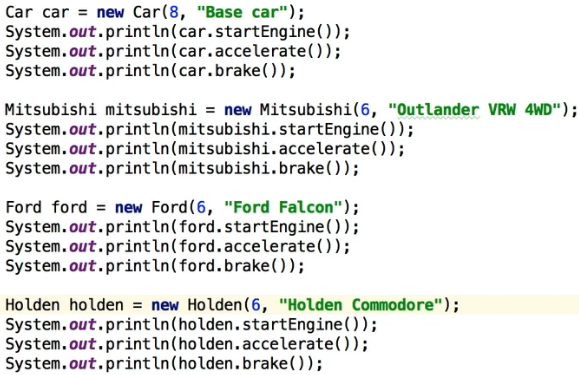 Car car = new Car(8, "Base car");
System.out.println(car.startEngine());
System.out.println(car.accelerate());
System.out.println(car.brake());
Mitsubishi mitsubishi = new Mitsubishi(6, "Outlander VRW 4WD");
System.out.println(mitsubishi.startEngine());
System.out.println(mitsubishi.accelerate());
System.out.println(mitsubishi.brake());
Ford ford = new Ford(6, "Ford Falcon");
System.out.println(ford.startEngine());
System.out.println(ford.accelerate());
System.out.println(ford.brake());
Holden holden = new Holden(6, "Holden Commodore");
System.out.println(holden.startEngine());
System.out.println(holden.accelerate());
System.out.println(holden.brake());